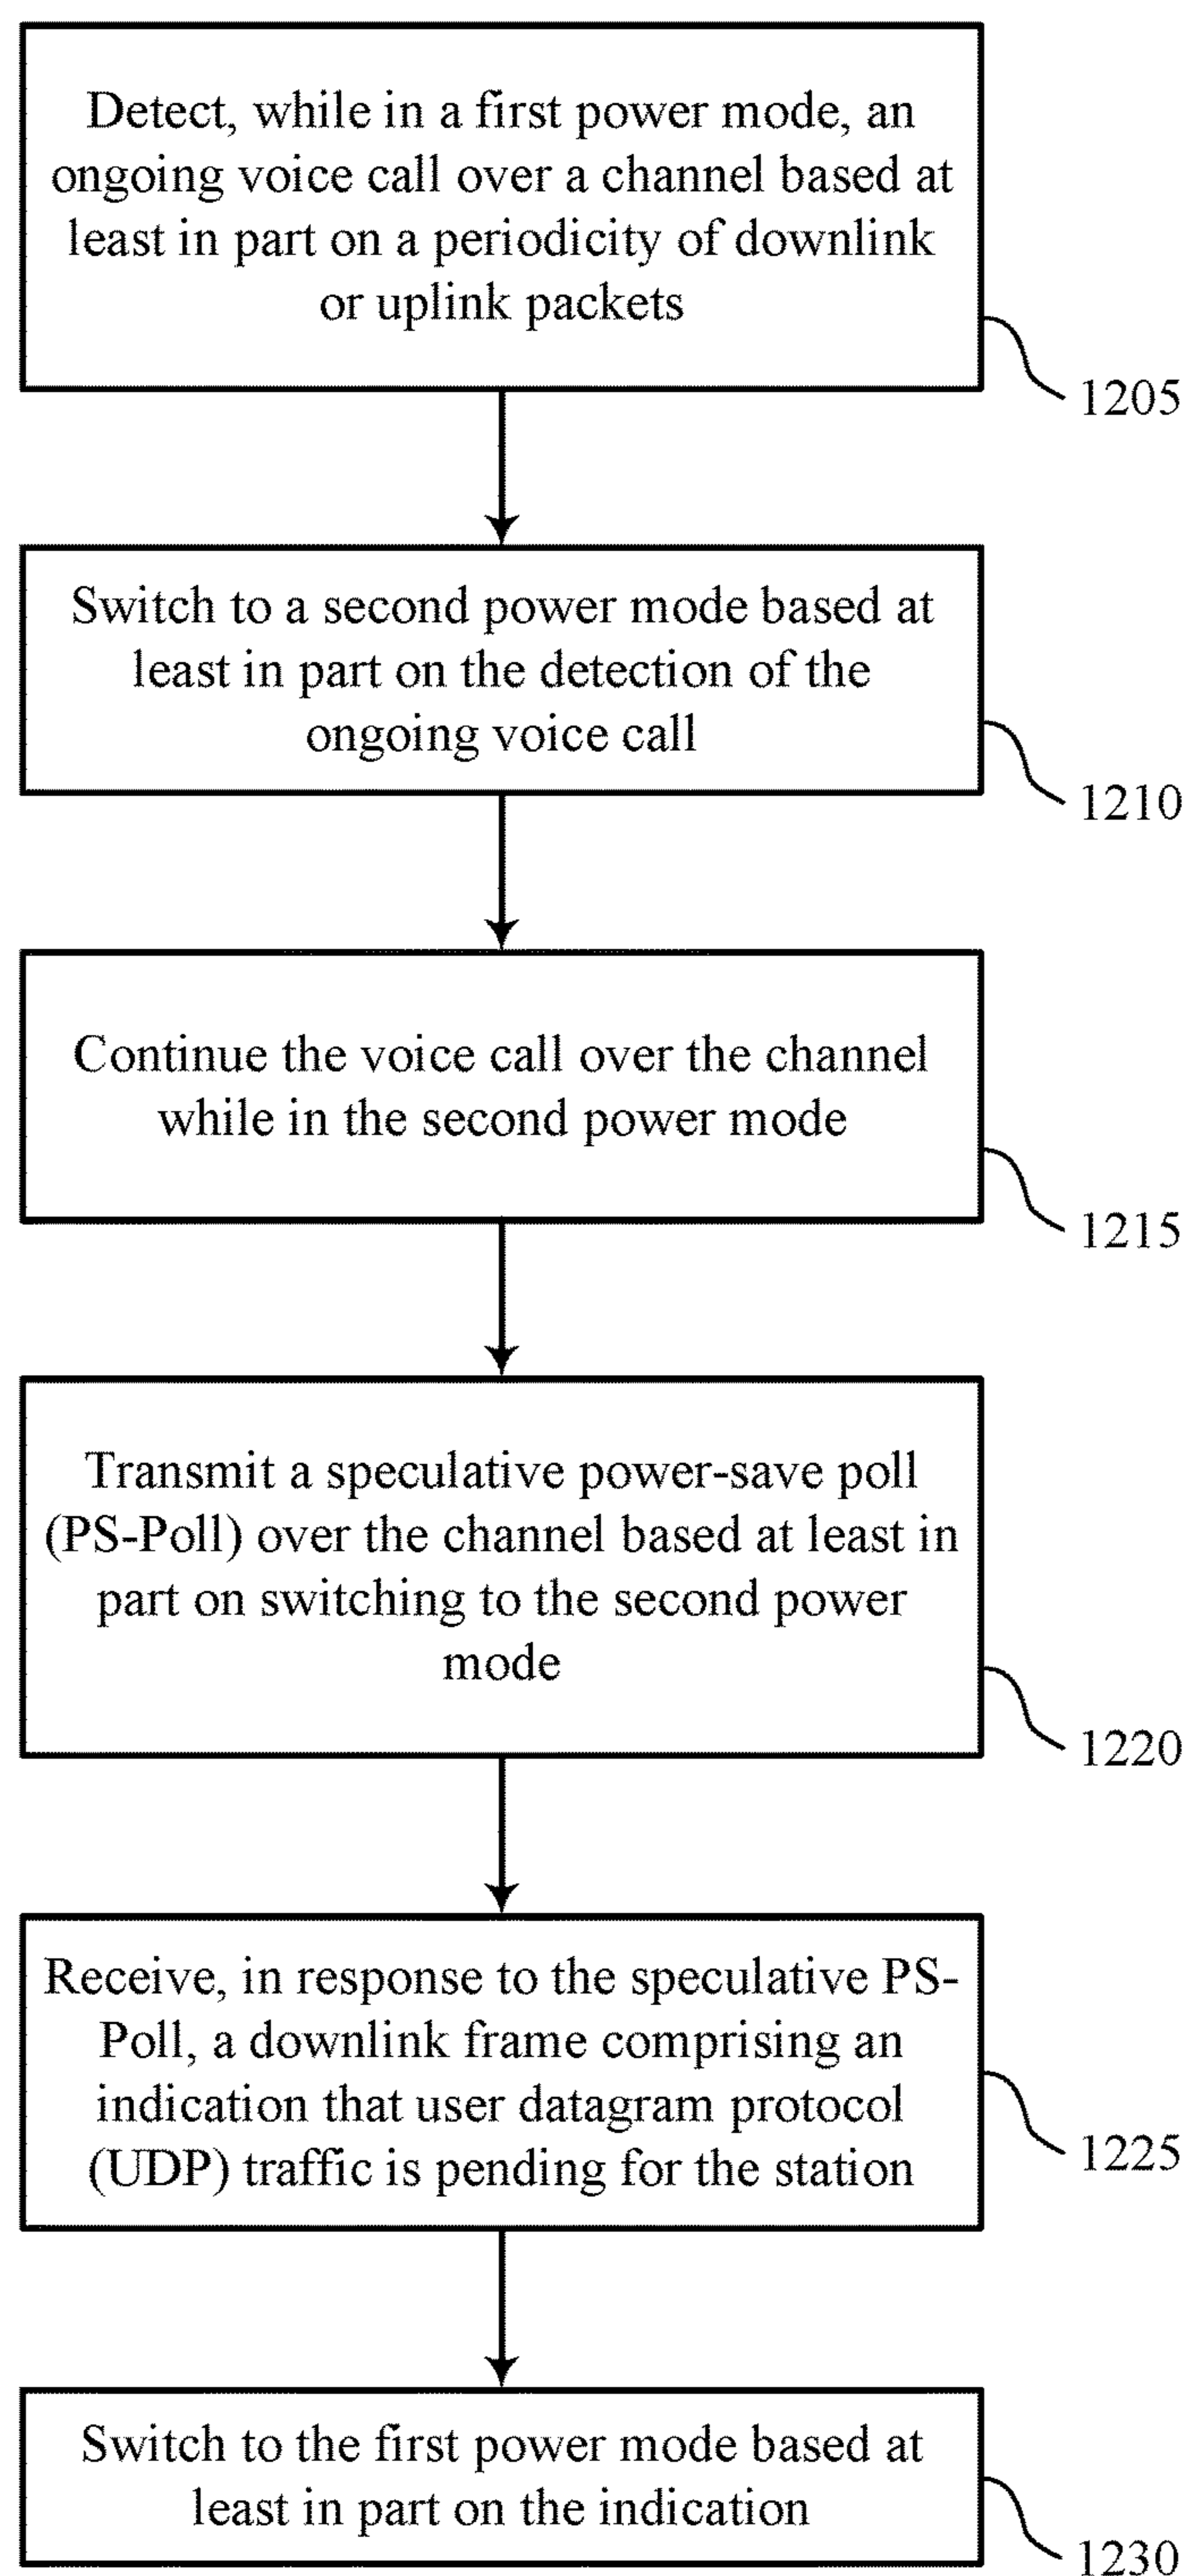 Detect, while in a first power mode, an
ongoing voice call over a channel based at
least in part on a periodicity of downlink
or uplink packets
1205
Switch to a second power mode based at
least in part on the detection of the
ongoing voice call
1210
Continue the voice call over the channel
while in the second power mode
1215
Transmit a speculative power-save poll
(PS-Poll) over the channel based at least in
part on switching to the second power
mode
1220
Receive, in response to the speculative PS-
Poll, a downlink frame comprising an
indication that user datagram protocol
(UDP) traffic is pending for the station
1225
Switch to the first power mode based at
least in part on the indication
1230